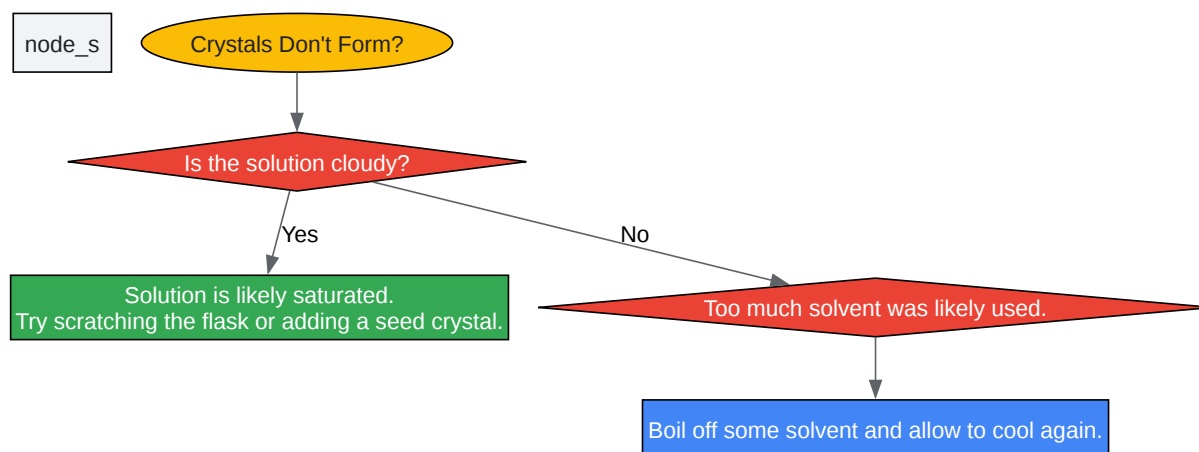 node_s
Crystals Don't Form?
Is the solution cloudy?
Yes
No
Solution is likely saturated.
Try scratching the flask or adding a seed crystal.
Too much solvent was likely used.
Boil off some solvent and allow to cool again.